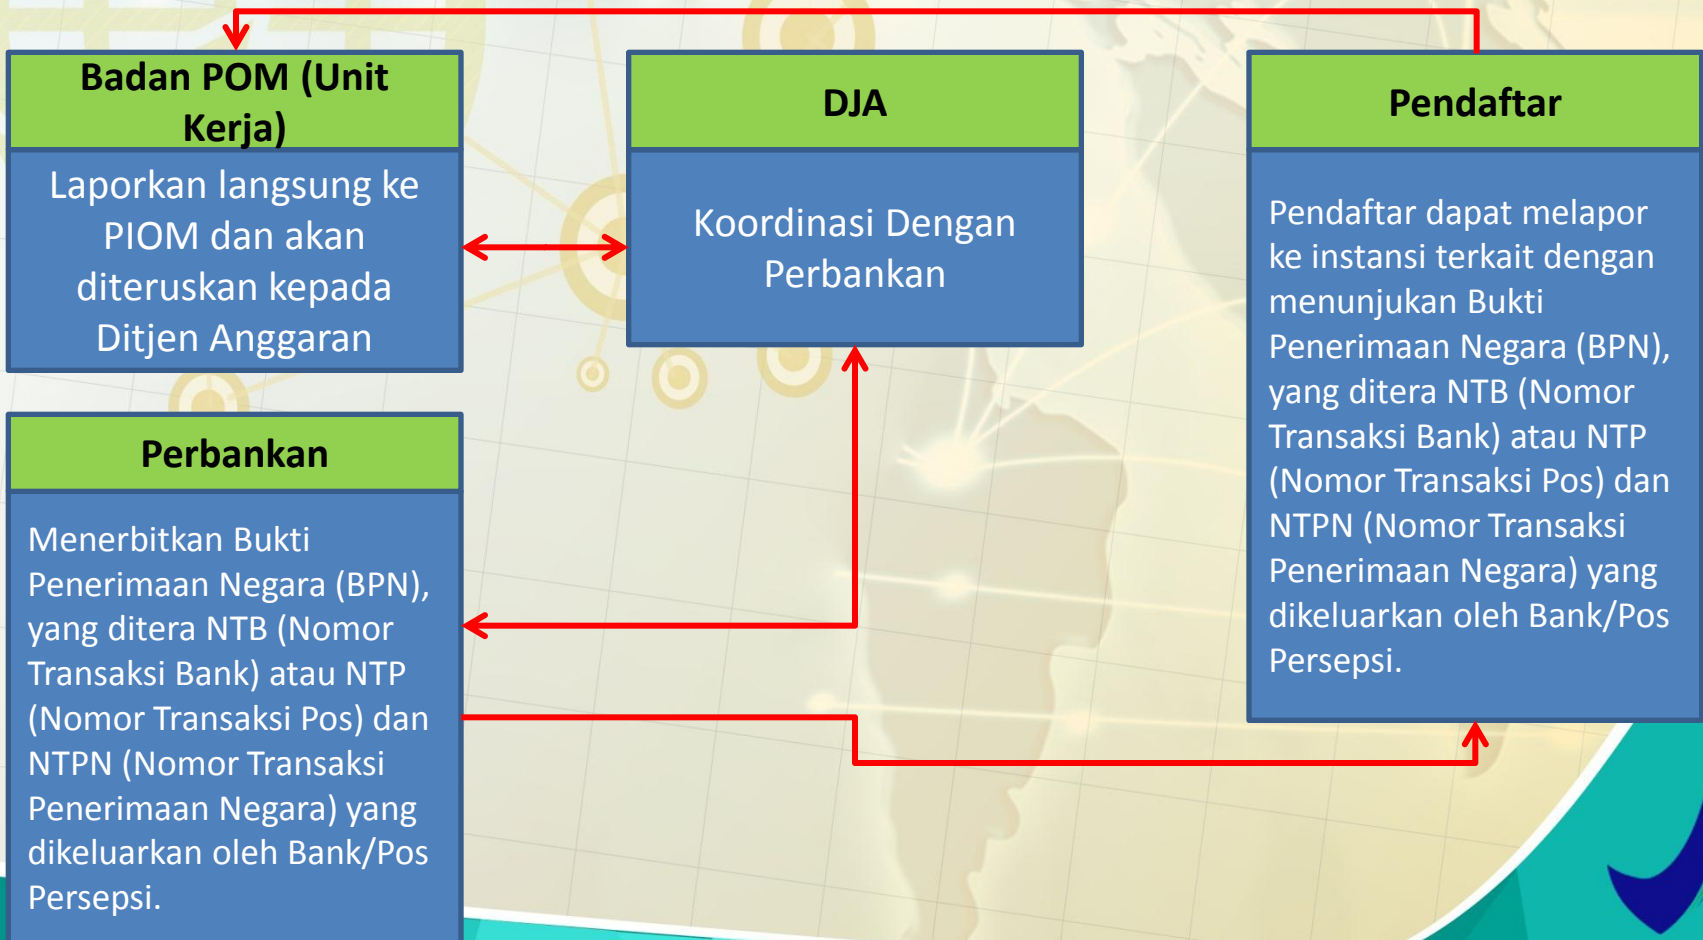 Badan POM (Unit
Kerja)
Laporkan langsung ke
PIOM dan akan
diteruskan kepada
Ditjen Anggaran
DJA
Koordinasi Dengan
Perbankan
Pendaftar
Pendaftar dapat melapor
ke instansi terkait dengan
menunjukan Bukti
Penerimaan Negara (BPN),
yang ditera NTB (Nomor
Transaksi Bank) atau NTP
(Nomor Transaksi Pos) dan
NTPN (Nomor Transaksi
Penerimaan Negara) yang
dikeluarkan oleh Bank/Pos
Persepsi.
Perbankan
Menerbitkan Bukti
Penerimaan Negara (BPN),
yang ditera NTB (Nomor
Transaksi Bank) atau NTP
(Nomor Transaksi Pos) dan
NTPN (Nomor Transaksi
Penerimaan Negara) yang
dikeluarkan oleh Bank/Pos
Persepsi.